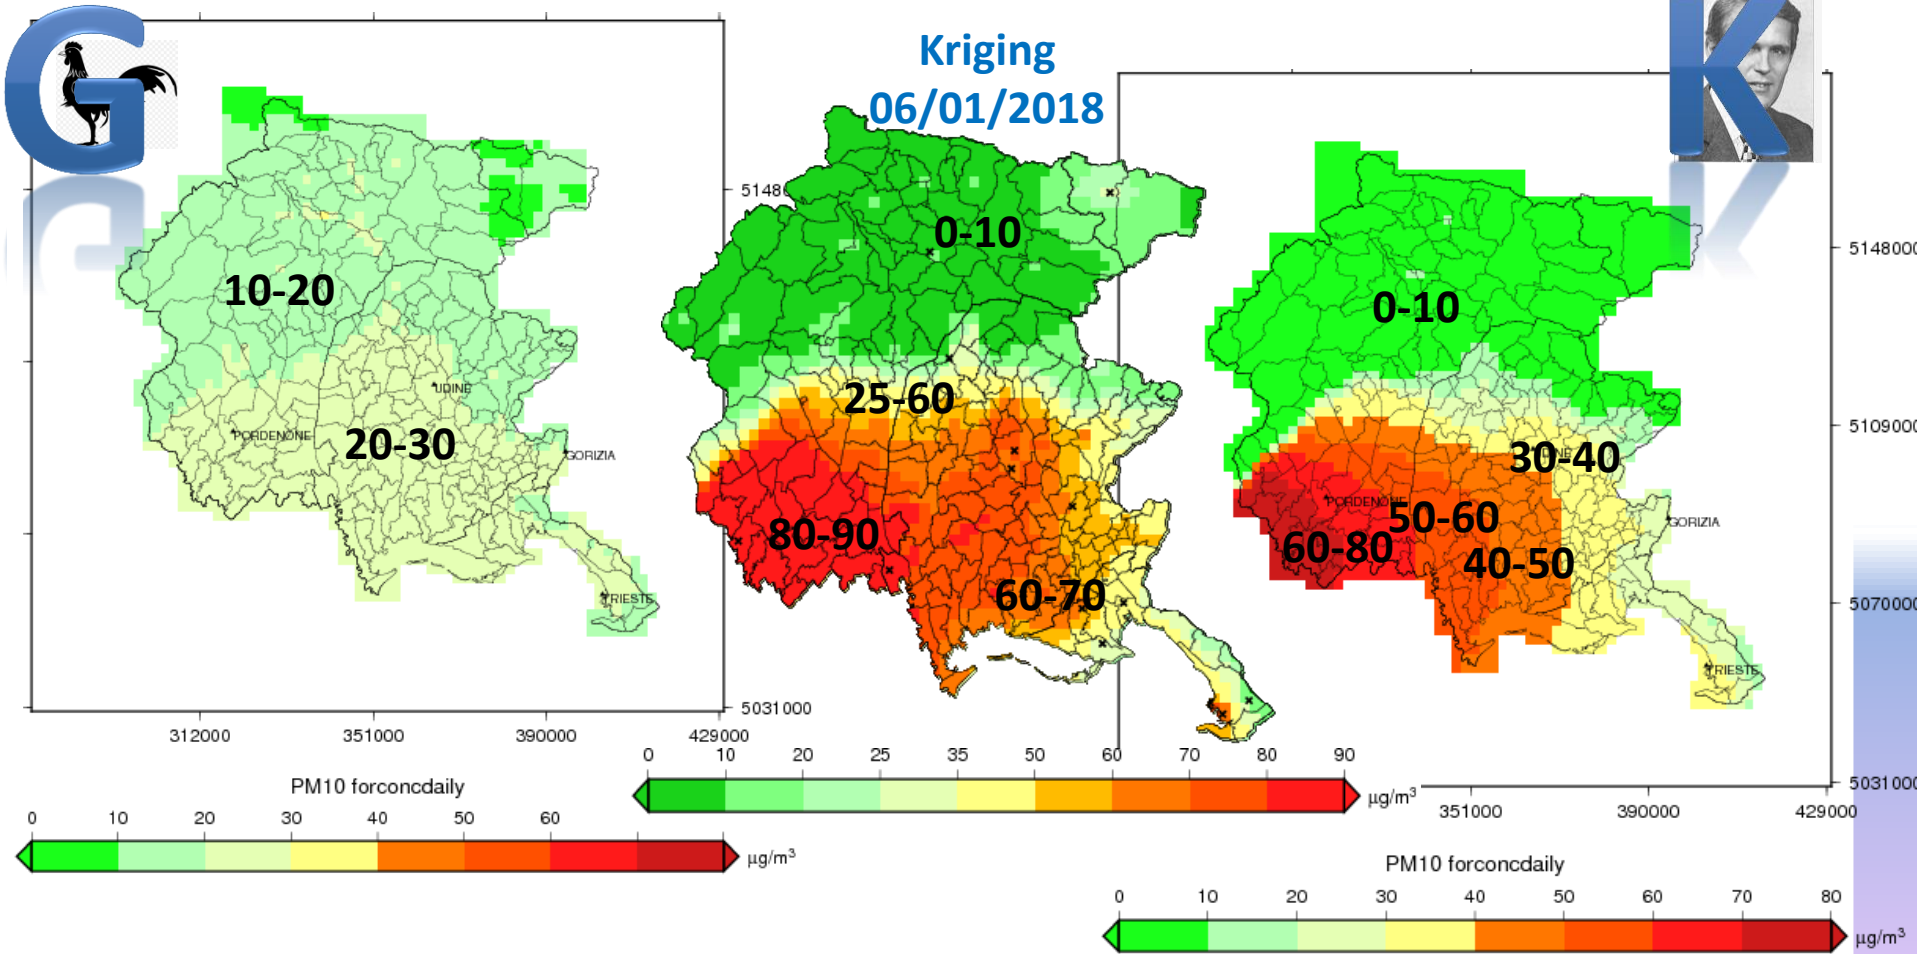 G
Kriging
06/01/2018
K
10-20
20-30
UDINE
PORDENONE
GORIZIA
TRIESTE
312000 351000 390000 429000
5148
5031000
PM10 forconcdaily
0 10 20 30 40 50 60
µg/m³
0-10
25-60
80-90
60-70
0 10 20 25 35 50 60 70 80 90
µg/m³
0-10
30-40
50-60
60-80
40-50
PORDENONE
GORIZIA
TRIESTE
5148000
5109000
5070000
5031000
351000 390000 429000
PM10 forconcdaily
0 10 20 30 40 50 60 70 80
µg/m³